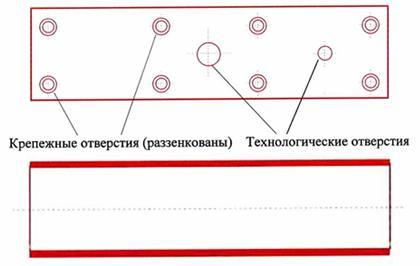 Крепежные отверстия (раззенкованы)
Технологические отверстия